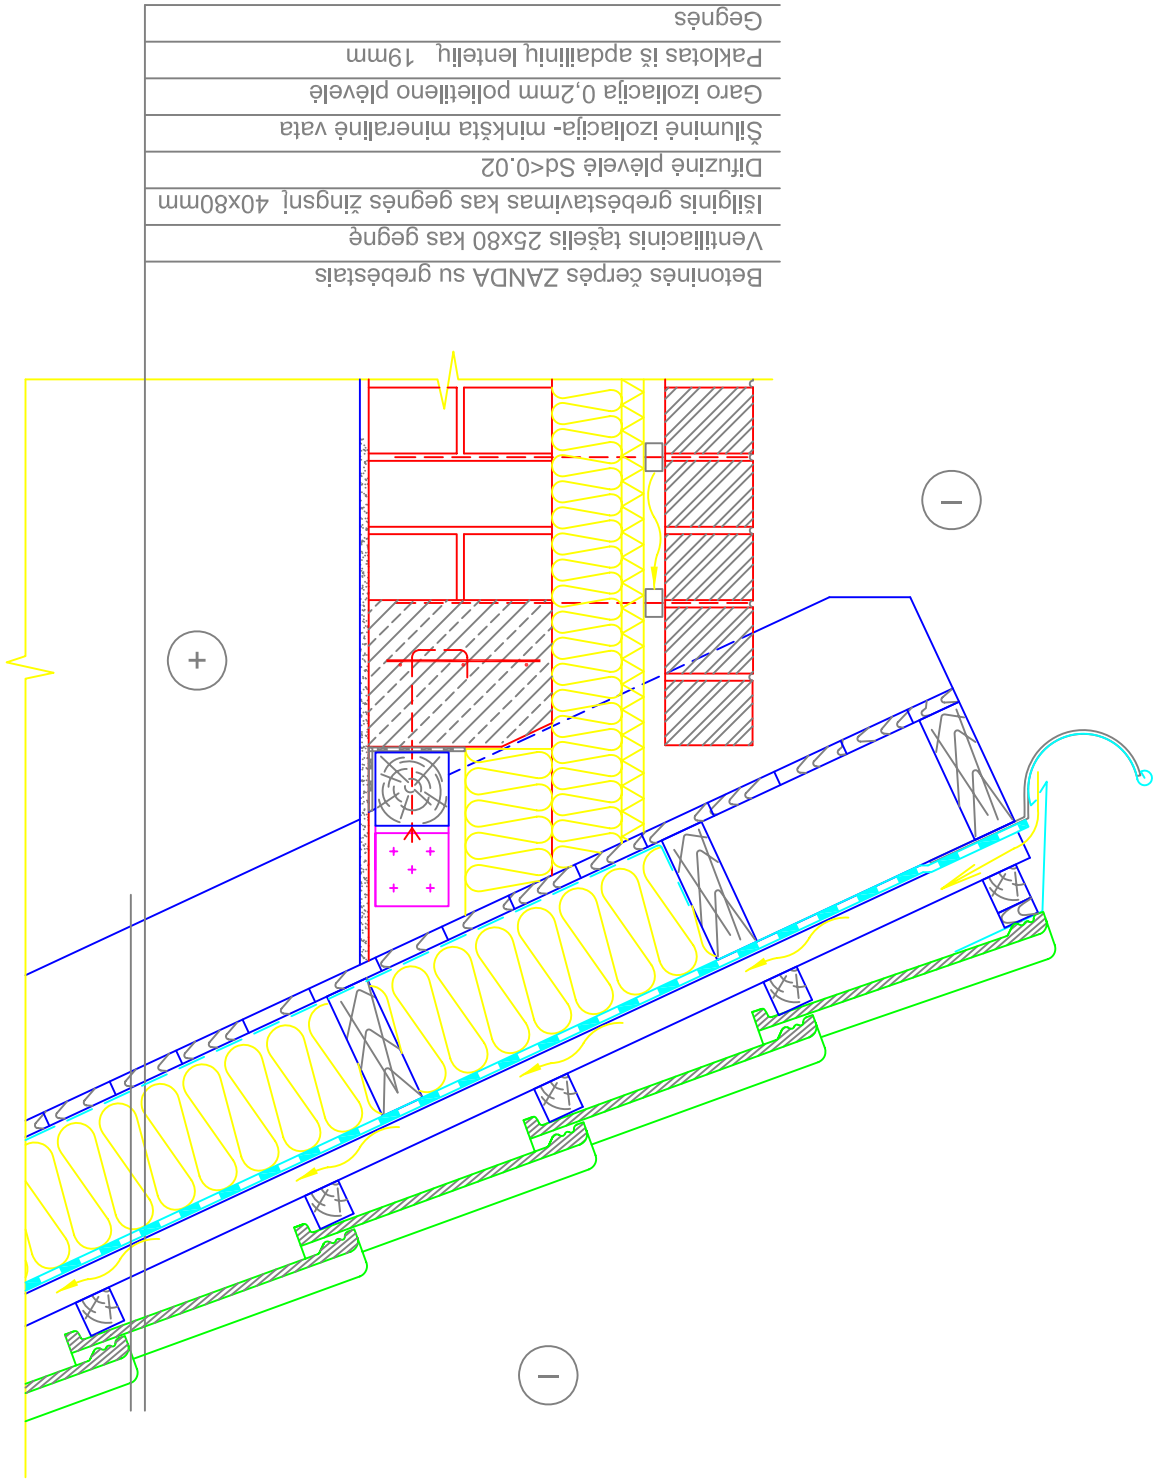 Betoninės čerpės ZANDA su grebėstais
Ventiliacinis tąšelis 25x80 kas gegnę
Išilginis grebėstavimas kas gegnės žingsnį 40x80mm
Difuzinė plėvelė Sd<0.02
Šiluminė izoliacija- minkšta mineralinė vata
Garo izoliacija 0,2mm polietileno plėvelė
Paklotas iš apdailinių lentelių 19mm
Gegnės
+
−
−